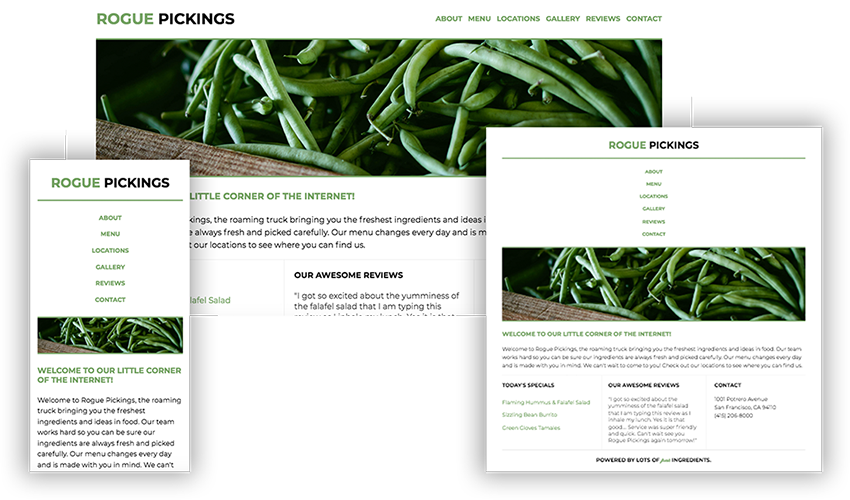 ROGUE PICKINGS
ABOUT MENU LOCATIONS GALLERY REVIEWS CONTACT
LITTLE CORNER OF THE INTERNET!
kings, the roaming truck bringing you the freshest ingredients and ideas i
always fresh and picked carefully. Our menu changes every day and is m
t our locations to see where you can find us.
OUR AWESOME REVIEWS
lafel Salad
"I got so excited about the yumminess of
the falafel salad that I am typing this
review as I inhale my lunch. Yes it is that
ROGUE PICKINGS
ABOUT
MENU
LOCATIONS
GALLERY
REVIEWS
CONTACT
WELCOME TO OUR LITTLE CORNER
OF THE INTERNET!
Welcome to Rogue Pickings, the roaming
truck bringing you the freshest
ingredients and ideas in food. Our team
works hard so you can be sure our
ingredients are always fresh and picked
carefully. Our menu changes every day
and is made with you in mind. We can't
ROGUE PICKINGS
ABOUT
MENU
LOCATIONS
GALLERY
REVIEWS
CONTACT
WELCOME TO OUR LITTLE CORNER OF THE INTERNET!
Welcome to Rogue Pickings, the roaming truck bringing you the freshest ingredients and ideas in food. Our team
works hard so you can be sure our ingredients are always fresh and picked carefully. Our menu changes every day
and is made with you in mind. We can't wait to come to you! Check out our locations to see where you can find us.
TODAY'S SPECIALS
Flaming Hummus & Falafel Salad
Sizzling Bean Burrito
Green Cloves Tamales
OUR AWESOME REVIEWS
"I got so excited about the
yumminess of the falafel salad
that I am typing this review as I
inhale my lunch. Yes it is that
good... Service was super friendly
and quick. Can't wait see you
Rogue Pickings again tomorrow!"
CONTACT
1001 Potrero Avenue
San Francisco, CA 94110
(415) 206-8000
POWERED BY LOTS OF fresh INGREDIENTS.